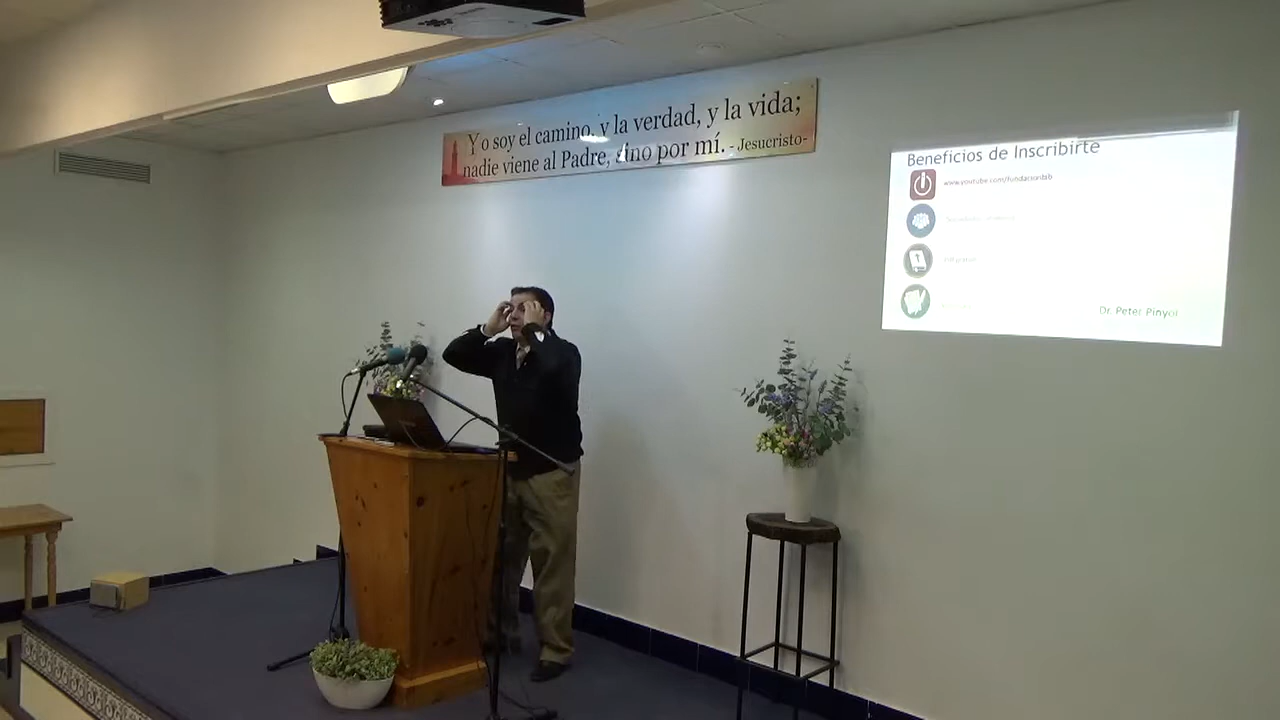 Yo soy el camino, y la verdad, y la vida;
nadie viene al Padre, sino por mí. - Jesucristo-
Beneficios de Inscribirte
www.youtube.com/fundacionfab
Dr. Peter Pinyol